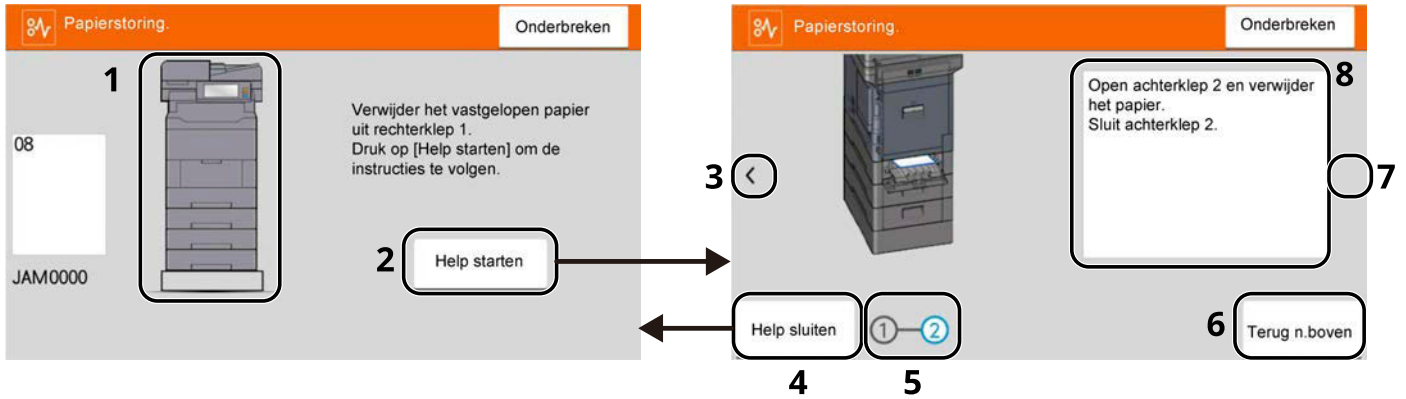 Papierstoring.
Onderbreken
1
08
JAM0000
Verwijder het vastgelopen papier
uit rechterklep 1.
Druk op [Help starten] om de
instructies te volgen.
2
Help starten
Papierstoring.
Onderbreken
3
Open achterklep 2 en verwijder
het papier.
Sluit achterklep 2.
8
7
Help sluiten
4
1 2
5
6
Terug n.boven